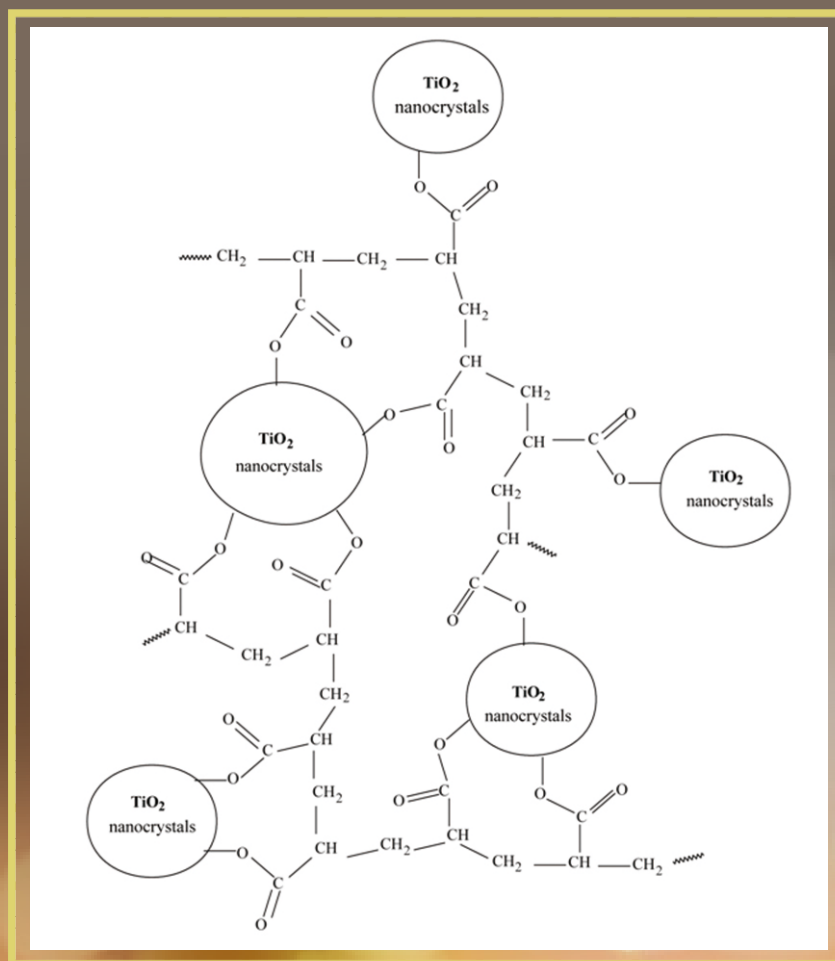 TiO₂
nanocrystals
O O
C
CH₂ CH CH₂ CH
C
CH₂
O O
CH
CH₂
O C
O
TiO₂
nanocrystals
O
CH C
O
TiO₂
nanocrystals
CH₂
CH
O O
O C
O C
C
O
O
CH
CH
CH₂
CH₂
TiO₂
nanocrystals
O
C
CH
O
O
CH₂
O
C
O
O
C
TiO₂
nanocrystals
O
CH
CH₂
CH
CH₂
CH₂
CH
CH₂
C
O